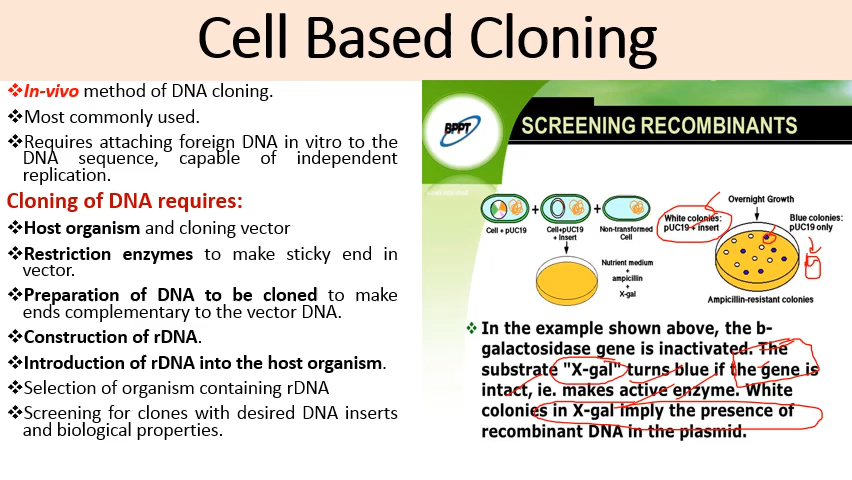 Cell Based Cloning
❖In-vivo method of DNA cloning.
❖Most commonly used.
❖Requires attaching foreign DNA in vitro to the
DNA sequence, capable of independent
replication.
Cloning of DNA requires:
❖Host organism and cloning vector
❖Restriction enzymes to make sticky end in
vector.
❖Preparation of DNA to be cloned to make
ends complementary to the vector DNA.
❖Construction of rDNA.
❖Introduction of rDNA into the host organism.
❖Selection of organism containing rDNA
❖Screening for clones with desired DNA inserts
and biological properties.
BPPT
SCREENING RECOMBINANTS
+
+
Cell + pUC19
Cell+pUC19
+ Insert
Non-transformed
Cell
Nutrient medium
+
ampicillin
+
X-gal
White colonies:
pUC19 + insert
Overnight Growth
Blue colonies:
pUC19 only
Ampicillin-resistant colonies
❖ In the example shown above, the b-
galactosidase gene is inactivated. The
substrate "X-gal" turns blue if the gene is
intact, ie. makes active enzyme. White
colonies in X-gal imply the presence of
recombinant DNA in the plasmid.